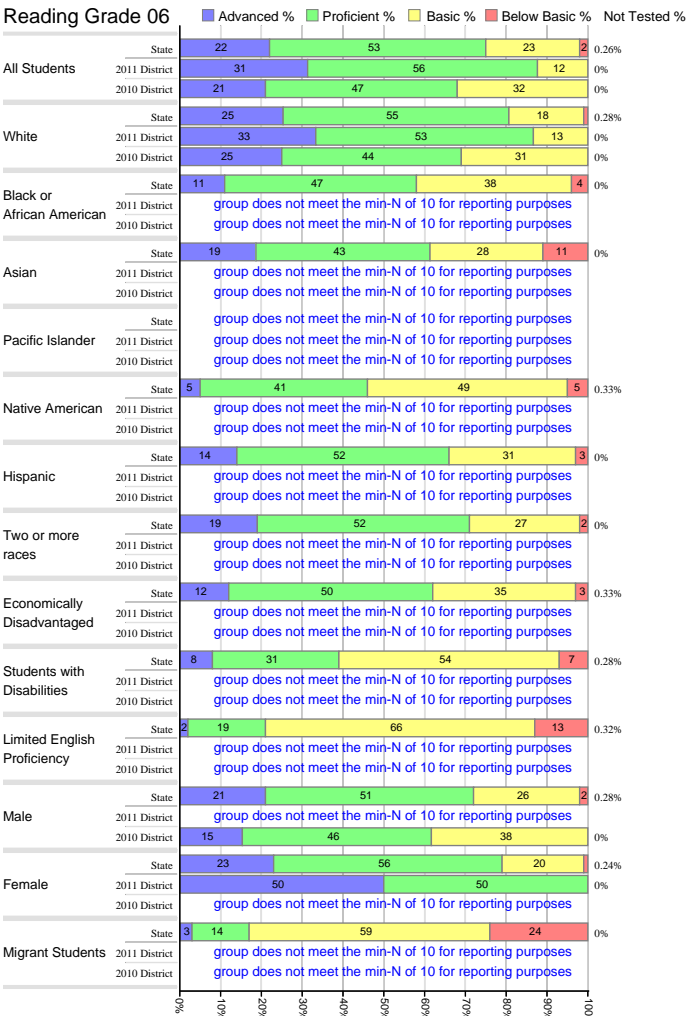 Reading Grade 06 Advanced % Proficient % Basic % Below Basic % Not Tested %
All Students
State 22 53 23 2 0.26%
2011 District 31 56 12 0%
2010 District 21 47 32 0%
White
State 25 55 18 0.28%
2011 District 33 53 13 0%
2010 District 25 44 31 0%
Black or
African American
State 11 47 38 4 0%
2011 District group does not meet the min-N of 10 for reporting purposes
2010 District group does not meet the min-N of 10 for reporting purposes
Asian
State 19 43 28 11 0%
2011 District group does not meet the min-N of 10 for reporting purposes
2010 District group does not meet the min-N of 10 for reporting purposes
Pacific Islander
State group does not meet the min-N of 10 for reporting purposes
2011 District group does not meet the min-N of 10 for reporting purposes
2010 District group does not meet the min-N of 10 for reporting purposes
Native American
State 5 41 49 5 0.33%
2011 District group does not meet the min-N of 10 for reporting purposes
2010 District group does not meet the min-N of 10 for reporting purposes
Hispanic
State 14 52 31 3 0%
2011 District group does not meet the min-N of 10 for reporting purposes
2010 District group does not meet the min-N of 10 for reporting purposes
Two or more
races
State 19 52 27 2 0%
2011 District group does not meet the min-N of 10 for reporting purposes
2010 District group does not meet the min-N of 10 for reporting purposes
Economically
Disadvantaged
State 12 50 35 3 0.33%
2011 District group does not meet the min-N of 10 for reporting purposes
2010 District group does not meet the min-N of 10 for reporting purposes
Students with
Disabilities
State 8 31 54 7 0.28%
2011 District group does not meet the min-N of 10 for reporting purposes
2010 District group does not meet the min-N of 10 for reporting purposes
Limited English
Proficiency
State 2 19 66 13 0.32%
2011 District group does not meet the min-N of 10 for reporting purposes
2010 District group does not meet the min-N of 10 for reporting purposes
Male
State 21 51 26 2 0.28%
2011 District group does not meet the min-N of 10 for reporting purposes
2010 District 15 46 38 0%
Female
State 23 56 20 0.24%
2011 District 50 50 0%
2010 District group does not meet the min-N of 10 for reporting purposes
Migrant Students
State 3 14 59 24 0%
2011 District group does not meet the min-N of 10 for reporting purposes
2010 District group does not meet the min-N of 10 for reporting purposes
0% 10% 20% 30% 40% 50% 60% 70% 80% 90% 100